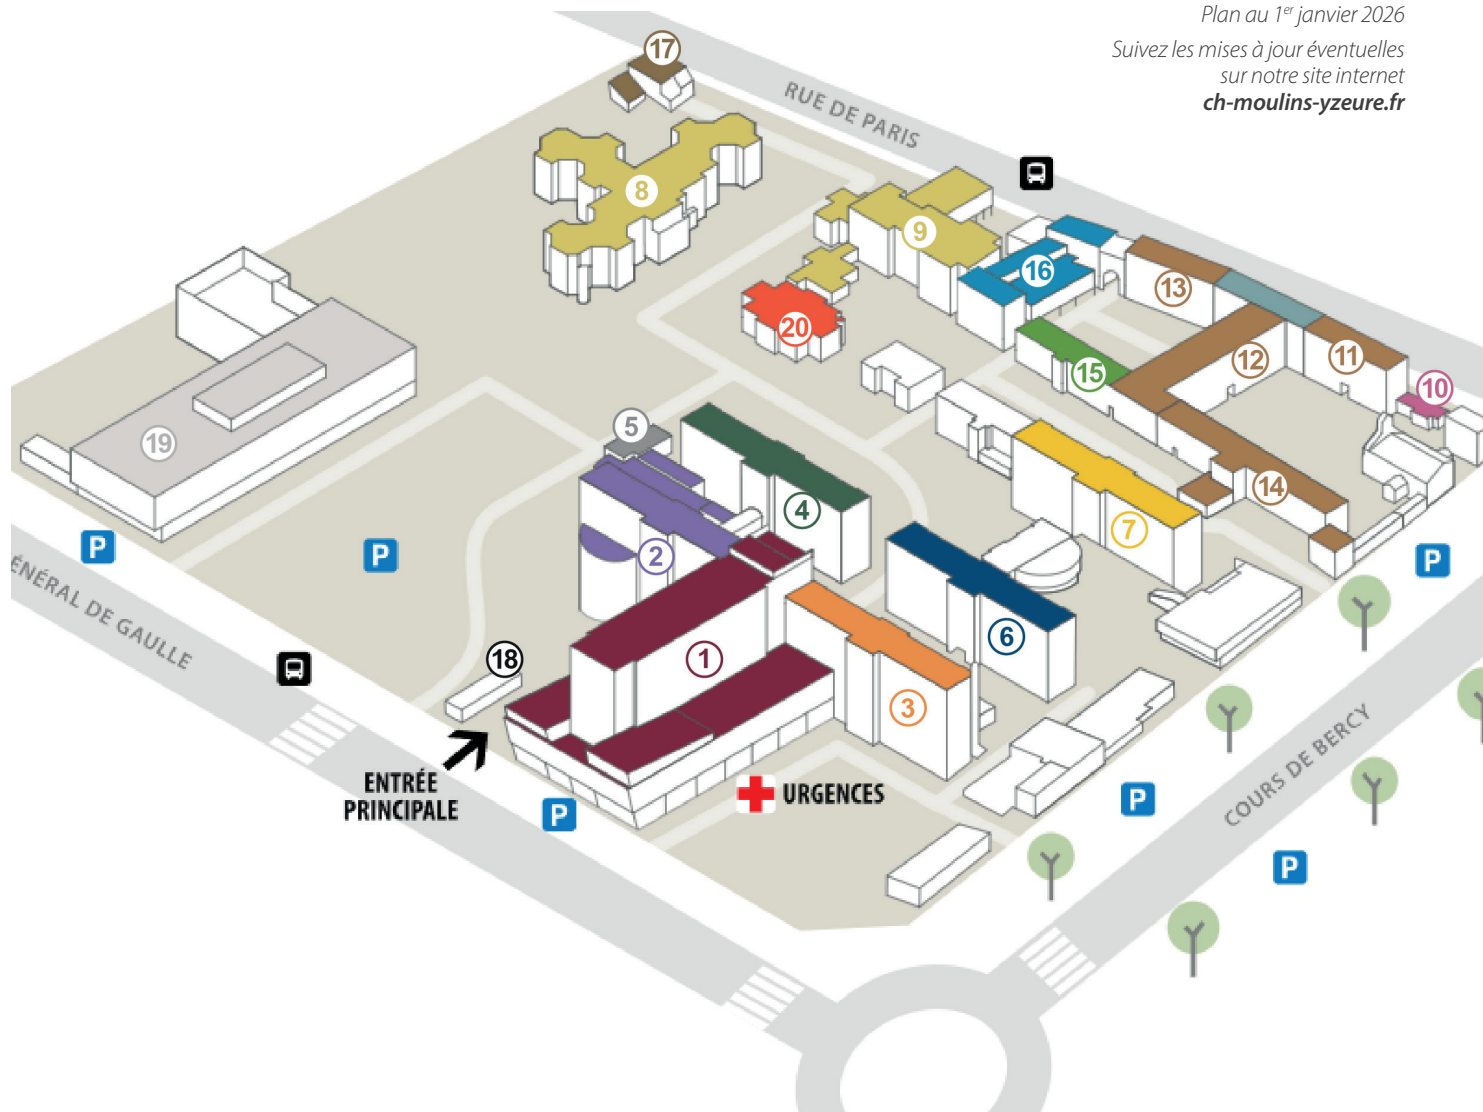 Plan au 1er janvier 2026
Suivez les mises à jour éventuelles
sur notre site internet
ch-moulins-yzeure.fr
17
RUE DE PARIS
8
9
16
13
12
11
10
20
15
19
5
14
4
7
P
P
P
2
ÉNÉRAL DE GAULLE
6
18
1
3
ENTRÉE
PRINCIPALE
URGENCES
P
P
COURS DE BERCY
P